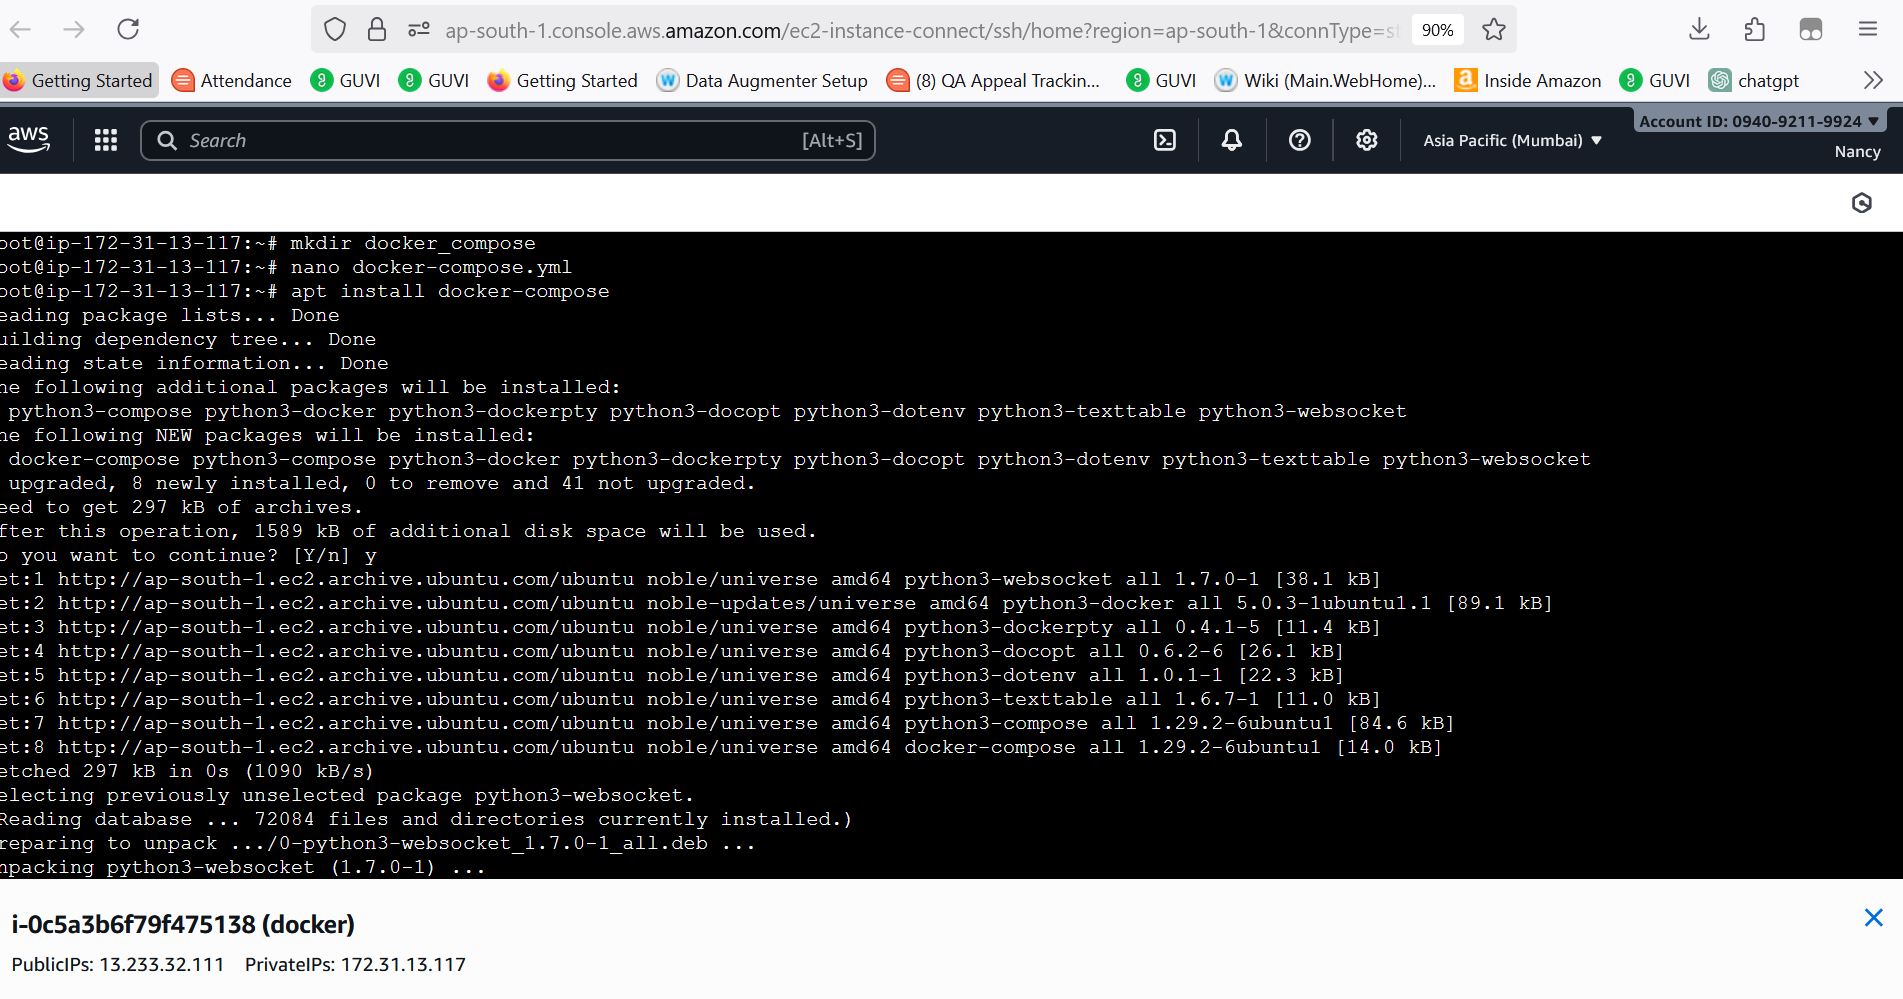 ap-south-1.console.aws.amazon.com/ec2-instance-connect/ssh/home?region=ap-south-1&connType=s
90%
Getting Started
Attendance
GUVI
GUVI
Getting Started
Data Augmenter Setup
(8) QA Appeal Trackin...
GUVI
Wiki (Main.WebHome)...
Inside Amazon
GUVI
chatgpt
aws
Search
[Alt+S]
Asia Pacific (Mumbai)
Account ID: 0940-9211-9924
Nancy
oot@ip-172-31-13-117:~# mkdir docker_compose
oot@ip-172-31-13-117:~# nano docker-compose.yml
oot@ip-172-31-13-117:~# apt install docker-compose
eading package lists... Done
uilding dependency tree... Done
eading state information... Done
he following additional packages will be installed:
python3-compose python3-docker python3-dockerpty python3-docopt python3-dotenv python3-texttable python3-websocket
he following NEW packages will be installed:
docker-compose python3-compose python3-docker python3-dockerpty python3-docopt python3-dotenv python3-texttable python3-websocket
upgraded, 8 newly installed, 0 to remove and 41 not upgraded.
eed to get 297 kB of archives.
fter this operation, 1589 kB of additional disk space will be used.
o you want to continue? [Y/n] y
et:1 http://ap-south-1.ec2.archive.ubuntu.com/ubuntu noble/universe amd64 python3-websocket all 1.7.0-1 [38.1 kB]
et:2 http://ap-south-1.ec2.archive.ubuntu.com/ubuntu noble-updates/universe amd64 python3-docker all 5.0.3-1ubuntu1.1 [89.1 kB]
et:3 http://ap-south-1.ec2.archive.ubuntu.com/ubuntu noble/universe amd64 python3-dockerpty all 0.4.1-5 [11.4 kB]
et:4 http://ap-south-1.ec2.archive.ubuntu.com/ubuntu noble/universe amd64 python3-docopt all 0.6.2-6 [26.1 kB]
et:5 http://ap-south-1.ec2.archive.ubuntu.com/ubuntu noble/universe amd64 python3-dotenv all 1.0.1-1 [22.3 kB]
et:6 http://ap-south-1.ec2.archive.ubuntu.com/ubuntu noble/universe amd64 python3-texttable all 1.6.7-1 [11.0 kB]
et:7 http://ap-south-1.ec2.archive.ubuntu.com/ubuntu noble/universe amd64 python3-compose all 1.29.2-6ubuntu1 [84.6 kB]
et:8 http://ap-south-1.ec2.archive.ubuntu.com/ubuntu noble/universe amd64 docker-compose all 1.29.2-6ubuntu1 [14.0 kB]
etched 297 kB in 0s (1090 kB/s)
electing previously unselected package python3-websocket.
Reading database ... 72084 files and directories currently installed.)
reparing to unpack .../0-python3-websocket_1.7.0-1_all.deb ...
npacking python3-websocket (1.7.0-1) ...
i-0c5a3b6f79f475138 (docker)
PublicIPs: 13.233.32.111 PrivateIPs: 172.31.13.117